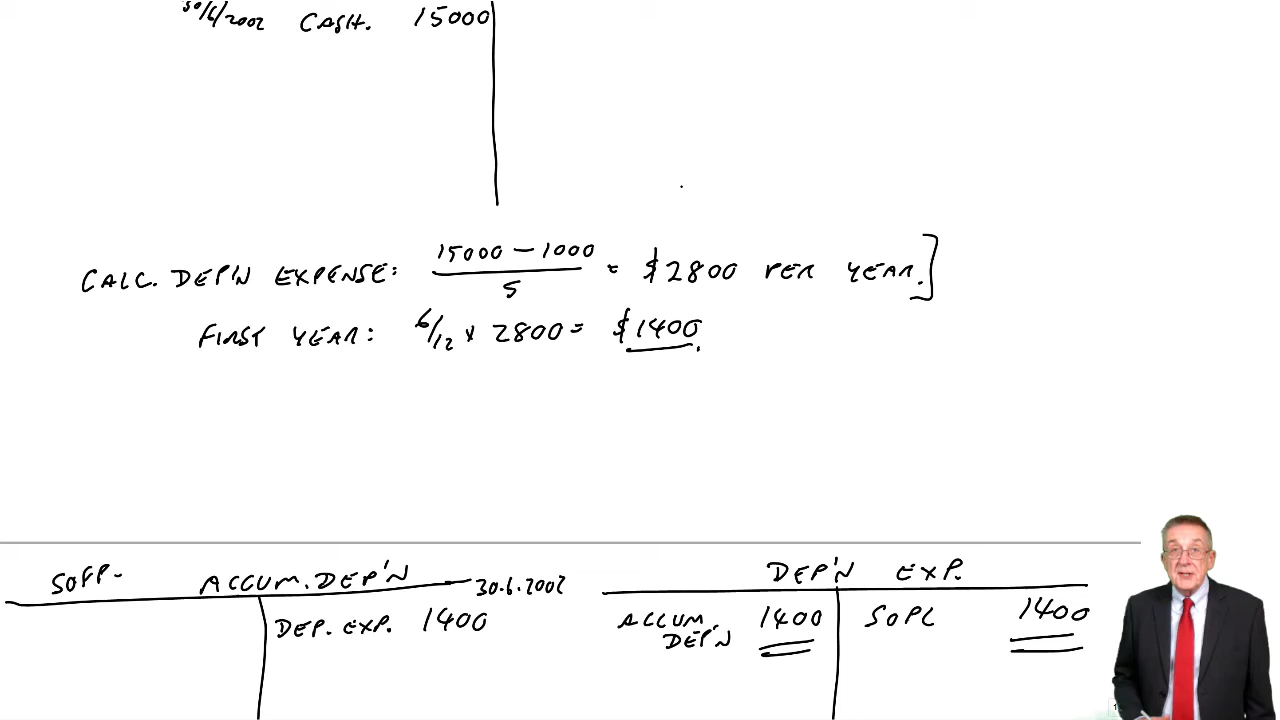 30/6/2002 CASH. 15000
15000 - 1000
CALC. DEP'N EXPENSE: 5 = $2800 PER YEAR.]
FIRST YEAR: 6/12 x 2800 = $1400.
SOFP- ACCUM. DEP'N 30.6.2002
DEP. EXP. 1400
DEP'N EXP.
ACCUM. DEP'N 1400 SOPL 1400